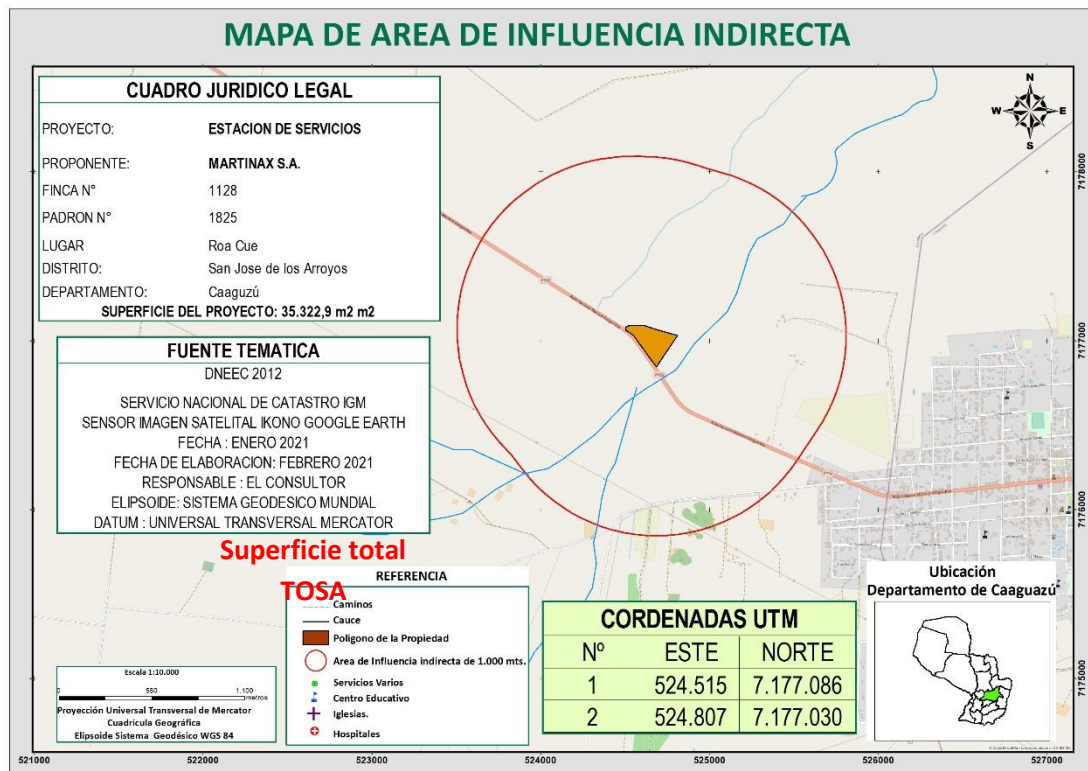 MAPA DE AREA DE INFLUENCIA INDIRECTA
CUADRO JURIDICO LEGAL
PROYECTO: ESTACION DE SERVICIOS
PROPONENTE: MARTINAX S.A.
FINCA N° 1128
PADRON N° 1825
LUGAR Roa Cue
DISTRITO: San Jose de los Arroyos
DEPARTAMENTO: Caaguzú
SUPERFICIE DEL PROYECTO: 35.322,9 m2 m2
FUENTE TEMATICA
DNEEC 2012
SERVICIO NACIONAL DE CATASTRO IGM
SENSOR IMAGEN SATELITAL IKONO GOOGLE EARTH
FECHA : ENERO 2021
FECHA DE ELABORACION: FEBRERO 2021
RESPONSABLE : EL CONSULTOR
ELIPSOIDE: SISTEMA GEODESICO MUNDIAL
DATUM : UNIVERSAL TRANSVERSAL MERCATOR
Superficie total
TOSA
REFERENCIA
Caminos
Cauce
Poligono de la Propiedad
Area de Influencia indirecta de 1.000 mts.
Servicios Varios
Centro Educativo
Iglesias.
Hospitales
Escala 1:10.000
0 550 1.100
metros
Proyección Universal Transversal de Mercator
Cuadrícula Geográfica
Elipsoide Sistema Geodésico WGS 84
CORDENADAS UTM
Nº ESTE NORTE
1 524.515 7.177.086
2 524.807 7.177.030
Ubicación
Departamento de Caaguazú
N
W E
S
7178000
7177000
7176000
7175000
521000 522000 523000 524000 525000 526000 527000